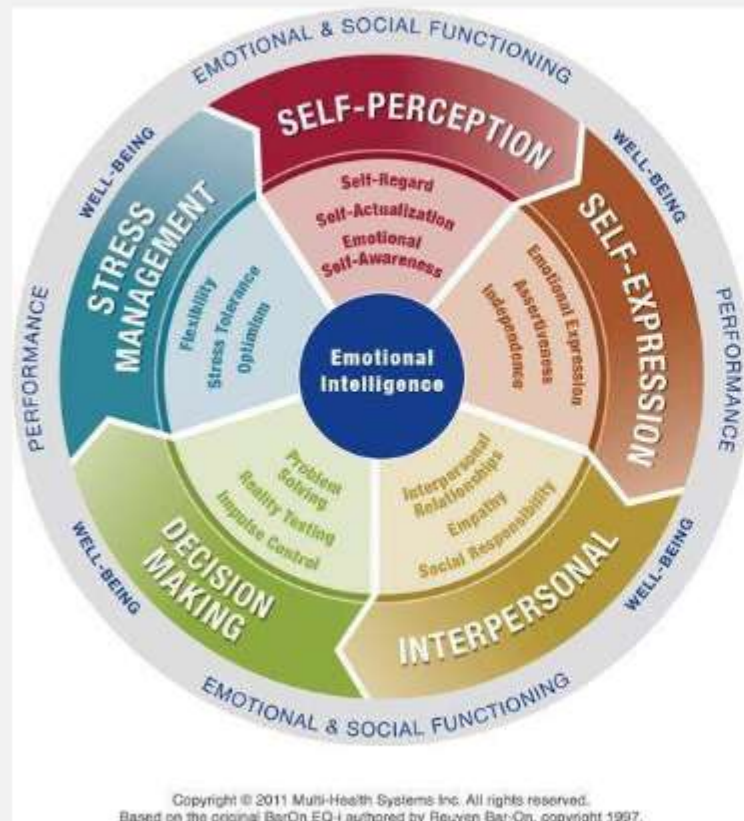 EMOTIONAL & SOCIAL FUNCTIONING
WELL-BEING
WELL-BEING
PERFORMANCE
PERFORMANCE
SELF-PERCEPTION
Self-Regard
Self-Actualization
Emotional
Self-Awareness
SELF-EXPRESSION
Emotional Expression
Assertiveness
Independence
INTERPERSONAL
Interpersonal
Relationships
Empathy
Social Responsibility
DECISION
MAKING
Problem
Solving
Reality Testing
Impulse Control
STRESS
MANAGEMENT
Flexibility
Stress Tolerance
Optimism
Emotional
Intelligence
WELL-BEING
WELL-BEING
EMOTIONAL & SOCIAL FUNCTIONING
Copyright © 2011 Multi-Health Systems Inc. All rights reserved.
Based on the original BarOn EQ-i authored by Reuven Bar-On, copyright 1997.